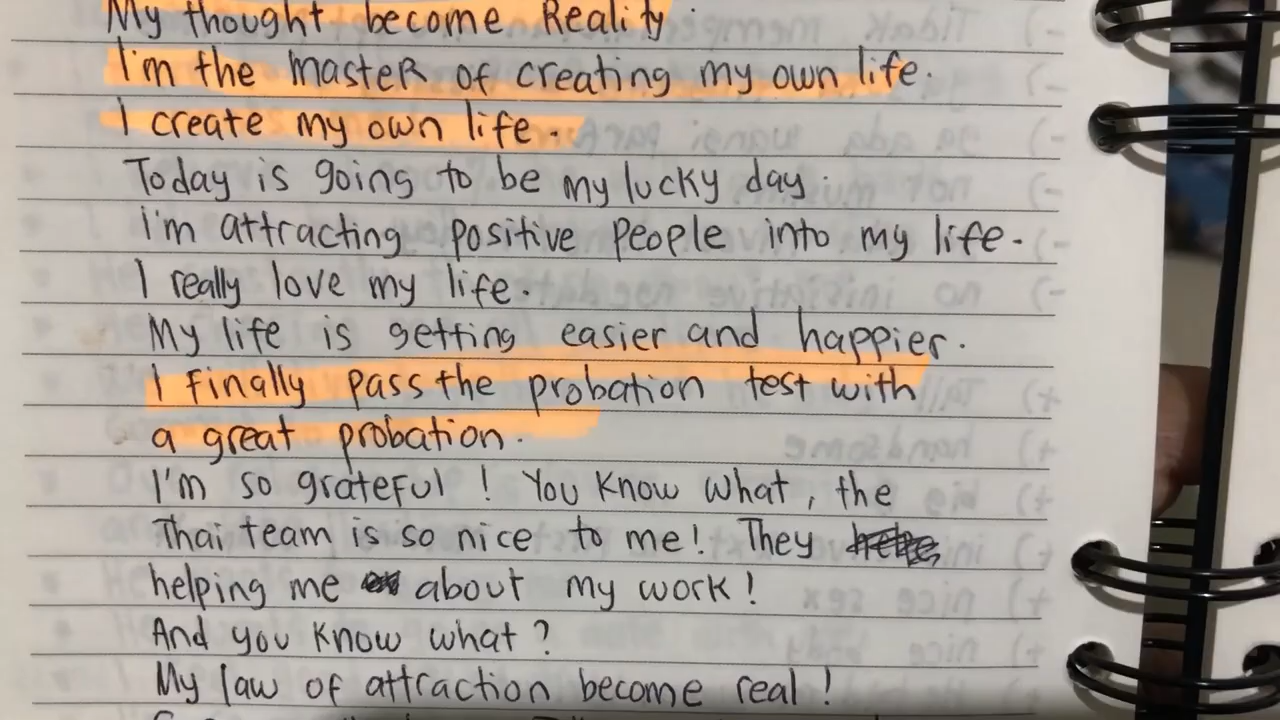 My thought become Reality.
I'm the master of creating my own life.
I create my own life.
Today is going to be my lucky day.
I'm attracting positive people into my life.
I really love my life.
My life is getting easier and happier.
I finally pass the probation test with
a great probation.
I'm so grateful! You know what, the
Thai team is so nice to me! They
helping me about my work!
And you know what?
My law of attraction become real!